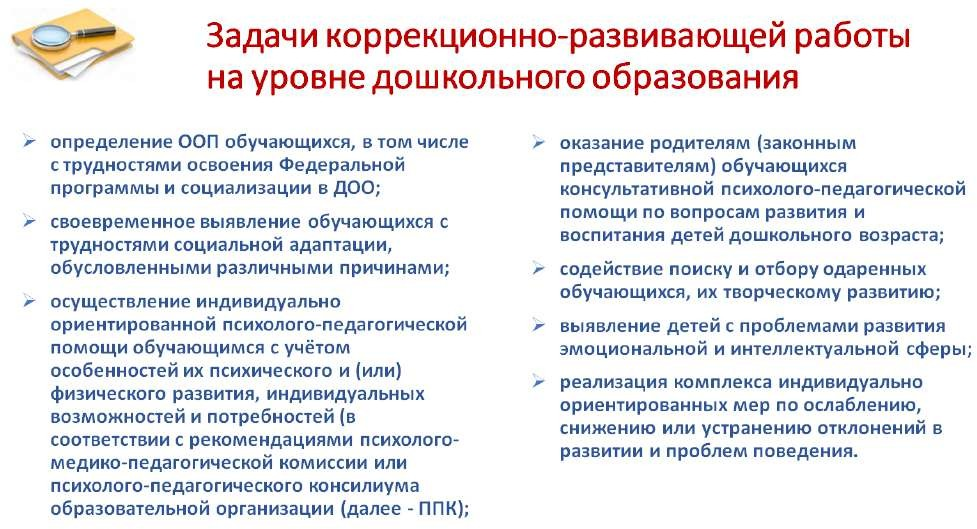 Задачи коррекционно-развивающей работы
на уровне дошкольного образования
определение ООП обучающихся, в том числе
с трудностями освоения Федеральной
программы и социализации в ДОО;
своевременное выявление обучающихся с
трудностями социальной адаптации,
обусловленными различными причинами;
осуществление индивидуально
ориентированной психолого-педагогической
помощи обучающимся с учётом
особенностей их психического и (или)
физического развития, индивидуальных
возможностей и потребностей (в
соответствии с рекомендациями психолого-
медико-педагогической комиссии или
психолого-педагогического консилиума
образовательной организации (далее - ППК);
оказание родителям (законным
представителям) обучающихся
консультативной психолого-педагогической
помощи по вопросам развития и
воспитания детей дошкольного возраста;
содействие поиску и отбору одаренных
обучающихся, их творческому развитию;
выявление детей с проблемами развития
эмоциональной и интеллектуальной сферы;
реализация комплекса индивидуально
ориентированных мер по ослаблению,
снижению или устранению отклонений в
развитии и проблем поведения.